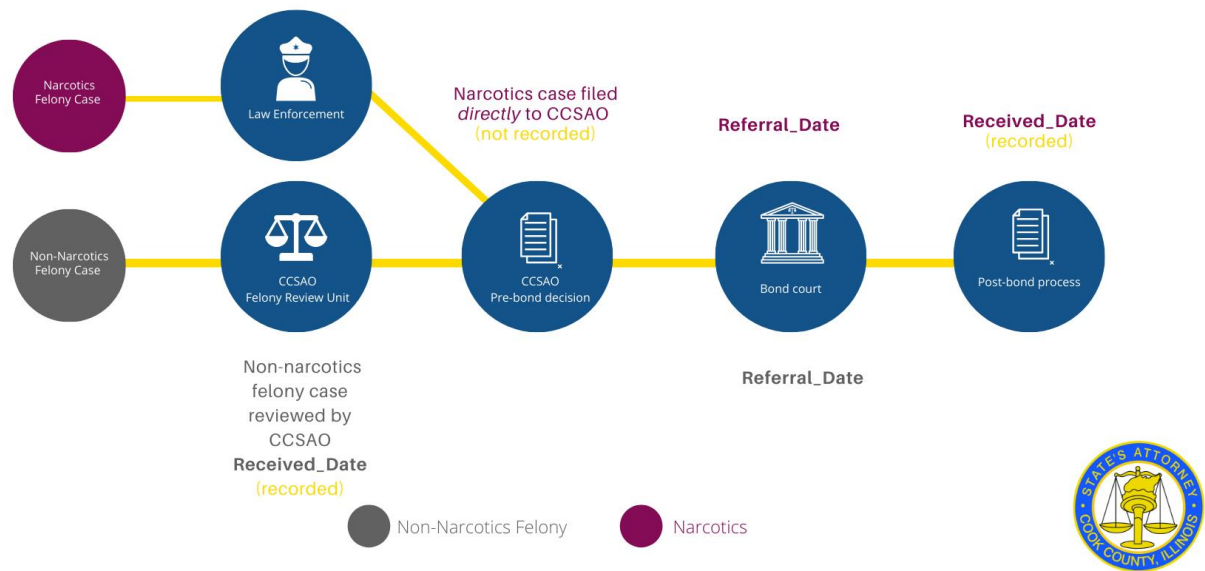 Narcotics
Felony Case
Law Enforcement
Narcotics case filed
directly to CCSAO
(not recorded)
Referral_Date
Received_Date
(recorded)
Non-Narcotics
Felony Case
CCSAO
Felony Review Unit
CCSAO
Pre-bond decision
Bond court
Post-bond process
Non-narcotics
felony case
reviewed by
CCSAO
Received_Date
(recorded)
Referral_Date
Non-Narcotics Felony
Narcotics
STATE'S ATTORNEY
COOK COUNTY, ILLINOIS